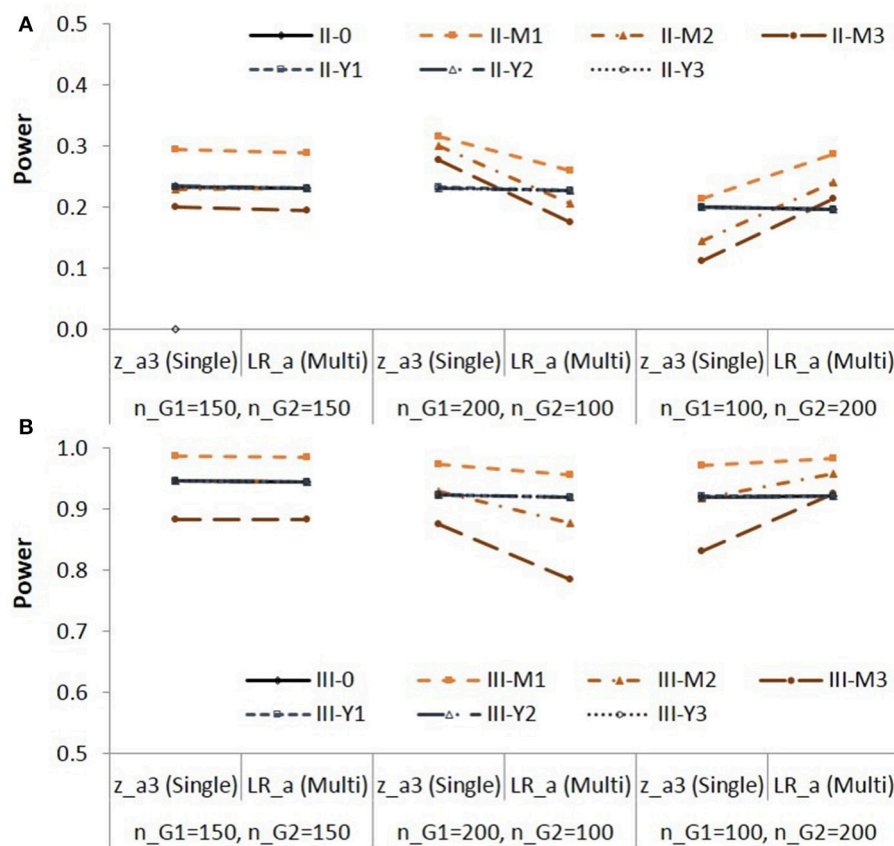 A
0.5
II-0 II-M1 II-M2 II-M3
II-Y1 II-Y2 II-Y3
0.4
0.3
Power
0.2
0.1
0.0
z_a3 (Single) LR_a (Multi) z_a3 (Single) LR_a (Multi) z_a3 (Single) LR_a (Multi)
n_G1=150, n_G2=150 n_G1=200, n_G2=100 n_G1=100, n_G2=200
B
1.0
0.9
0.8
Power
0.7
III-0 III-M1 III-M2 III-M3
0.6
III-Y1 III-Y2 III-Y3
0.5
z_a3 (Single) LR_a (Multi) z_a3 (Single) LR_a (Multi) z_a3 (Single) LR_a (Multi)
n_G1=150, n_G2=150 n_G1=200, n_G2=100 n_G1=100, n_G2=200